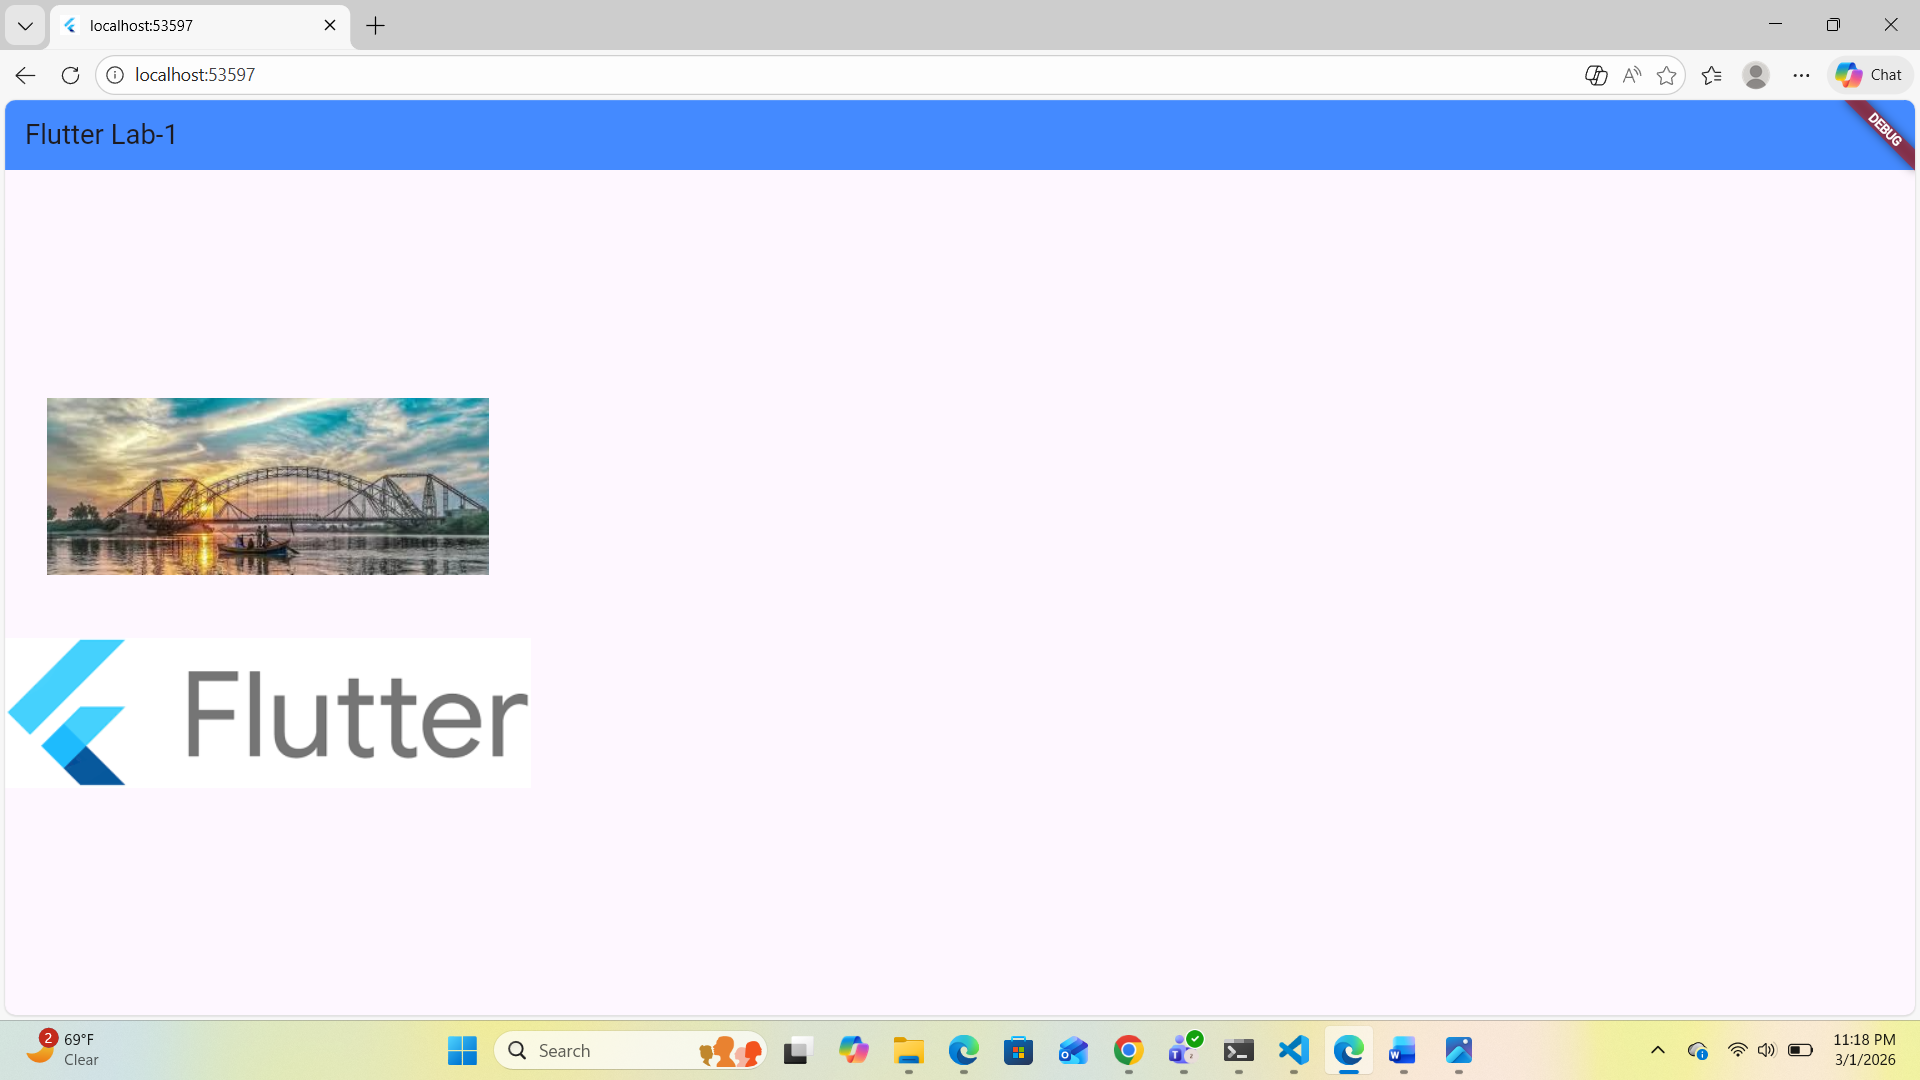 localhost:53597
localhost:53597
Chat
Flutter Lab-1
DEBUG
Flutter
2
69°F
Clear
Search
11:18 PM
3/1/2026